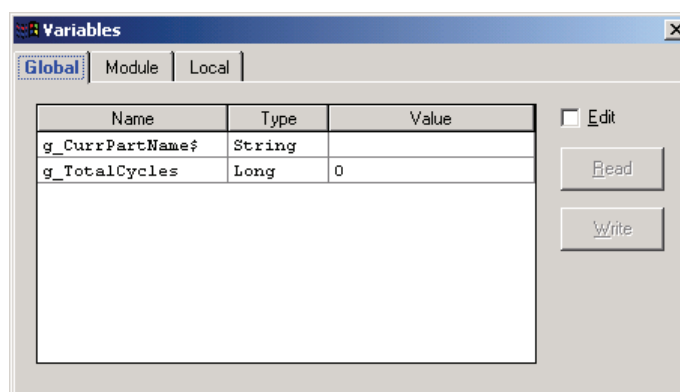 Variables
Global Module Local
Name Type Value
Edit
g_CurrPartName$ String
g_TotalCycles Long 0
Read
Write